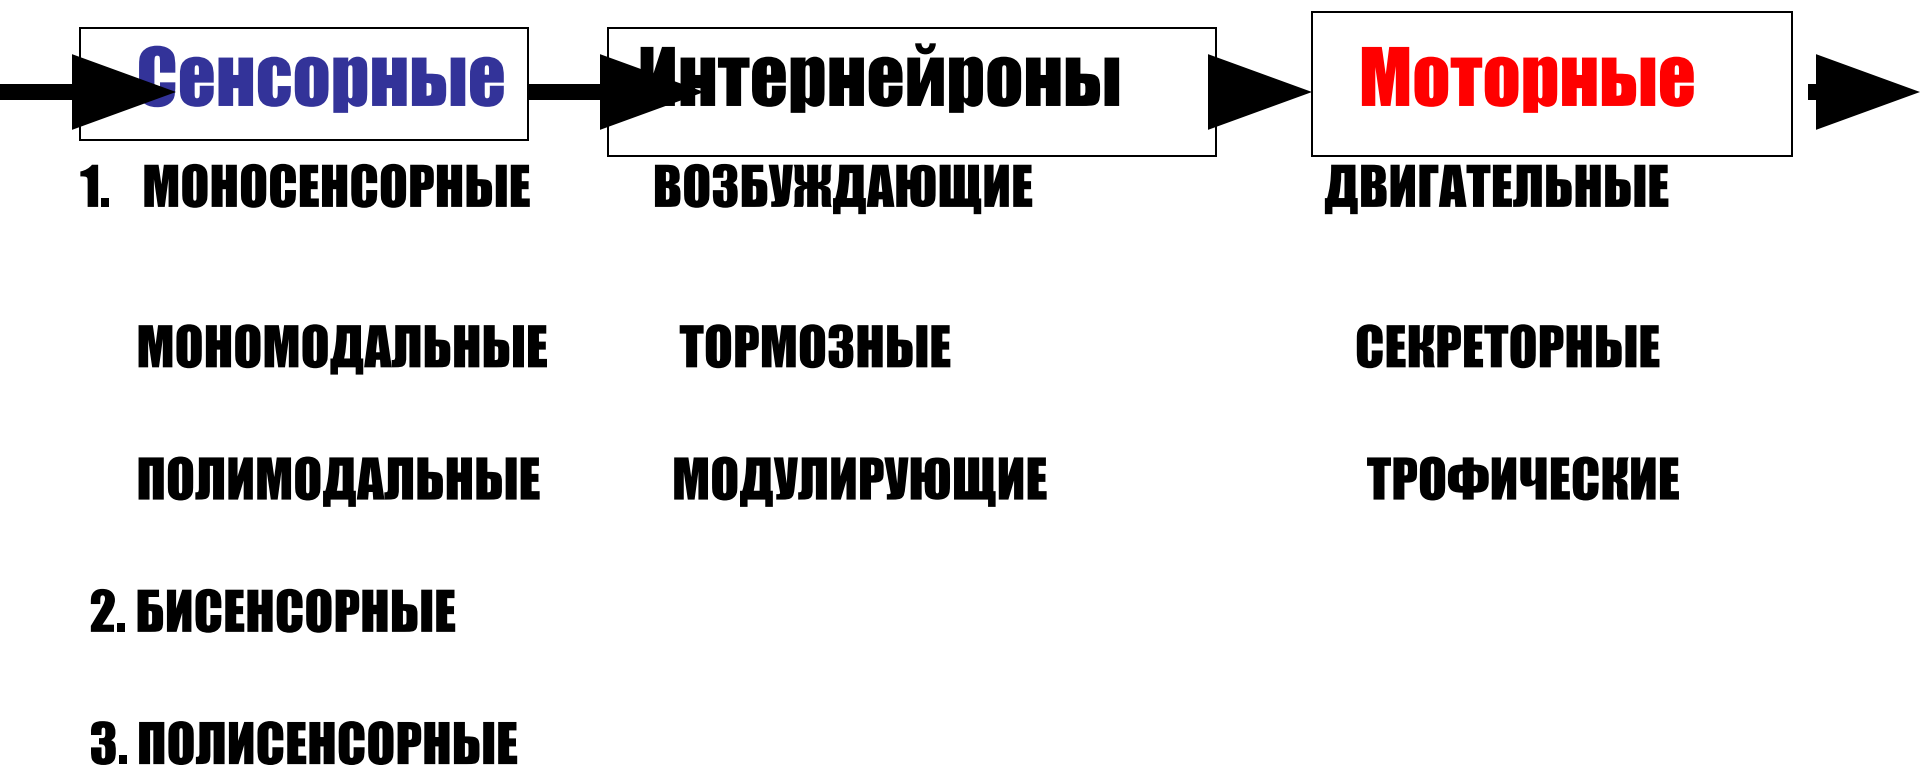 Сенсорные Интернейроны Моторные
1. МОНОСЕНСОРНЫЕ ВОЗБУЖДАЮЩИЕ ДВИГАТЕЛЬНЫЕ
МОНОМОДАЛЬНЫЕ ТОРМОЗНЫЕ СЕКРЕТОРНЫЕ
ПОЛИМОДАЛЬНЫЕ МОДУЛИРУЮЩИЕ ТРОФИЧЕСКИЕ
2. БИСЕНСОРНЫЕ
3. ПОЛИСЕНСОРНЫЕ